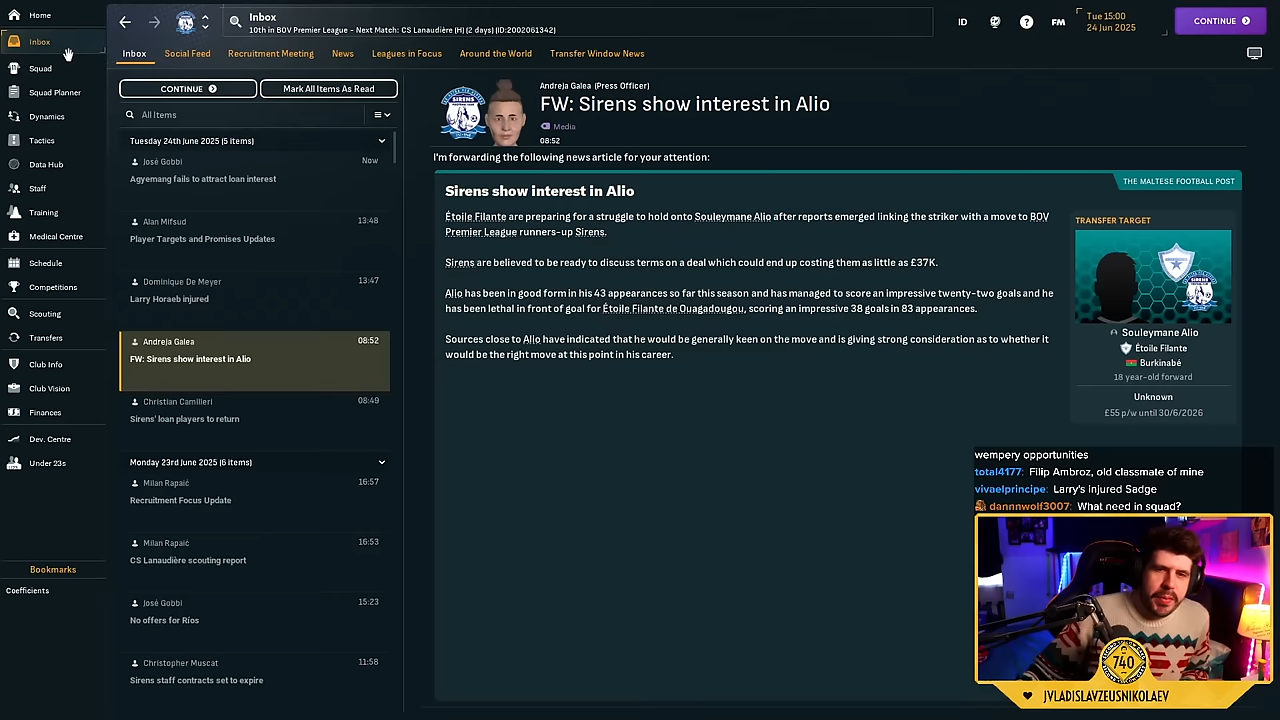 Home
Inbox
Squad
Squad Planner
Dynamics
Tactics
Data Hub
Staff
Training
Medical Centre
Schedule
Competitions
Scouting
Transfers
Club Info
Club Vision
Finances
Dev. Centre
Under 23s
Bookmarks
Coefficients
Inbox
10th in BOV Premier League - Next Match: CS Lanaudière (H) (2 days) (ID:2002061342)
ID
FM
Tue 15:00
24 Jun 2025
CONTINUE
Inbox
Social Feed
Recruitment Meeting
News
Leagues in Focus
Around the World
Transfer Window News
CONTINUE
Mark All Items As Read
All Items
Tuesday 24th June 2025 (5 items)
José Gobbi
Now
Agyemang fails to attract loan interest
Alan Mifsud
13:48
Player Targets and Promises Updates
Dominique De Meyer
13:47
Larry Horaeb injured
Andreja Galea
08:52
FW: Sirens show interest in Alio
Christian Camilleri
08:49
Sirens' loan players to return
Monday 23rd June 2025 (6 items)
Milan Rapaić
16:57
Recruitment Focus Update
Milan Rapaić
16:53
CS Lanaudière scouting report
José Gobbi
15:23
No offers for Ríos
Christopher Muscat
11:58
Sirens staff contracts set to expire
SIRENS
Andreja Galea (Press Officer)
FW: Sirens show interest in Alio
Media
08:52
I'm forwarding the following news article for your attention:
THE MALTESE FOOTBALL POST
Sirens show interest in Alio
Étoile Filante are preparing for a struggle to hold onto Souleymane Alio after reports emerged linking the striker with a move to BOV
Premier League runners-up Sirens.
Sirens are believed to be ready to discuss terms on a deal which could end up costing them as little as £37K.
Alio has been in good form in his 43 appearances so far this season and has managed to score an impressive twenty-two goals and he
has been lethal in front of goal for Étoile Filante de Ouagadougou, scoring an impressive 38 goals in 83 appearances.
Sources close to Alio have indicated that he would be generally keen on the move and is giving strong consideration as to whether it
would be the right move at this point in his career.
TRANSFER TARGET
Souleymane Alio
Étoile Filante
Burkinabé
18 year-old forward
Unknown
£55 p/w until 30/6/2026
wempery opportunities
total4177: Filip Ambroz, old classmate of mine
vivaelprincipe: Larry's injured Sadge
dannnwolf3007: What need in squad?
740
JVLADISLAVZEUSNIKOLAEV